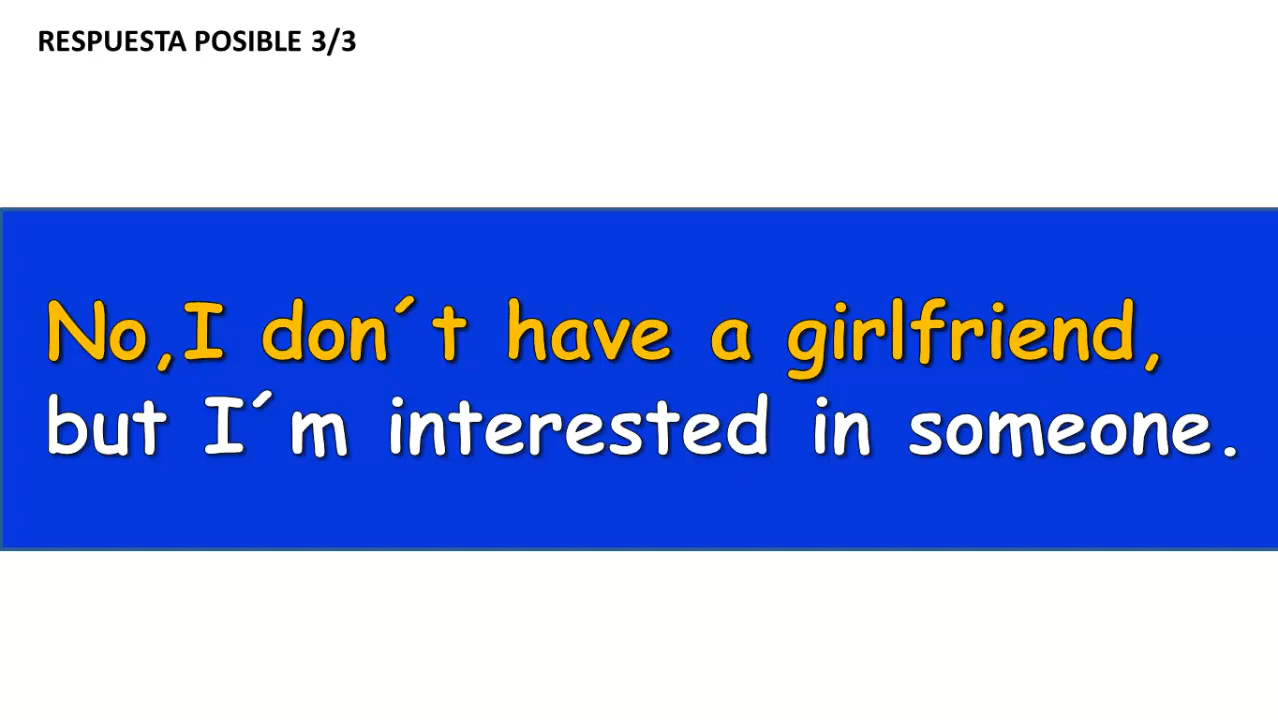 RESPUESTA POSIBLE 3/3
No,I don´t have a girlfriend,
but I´m interested in someone.